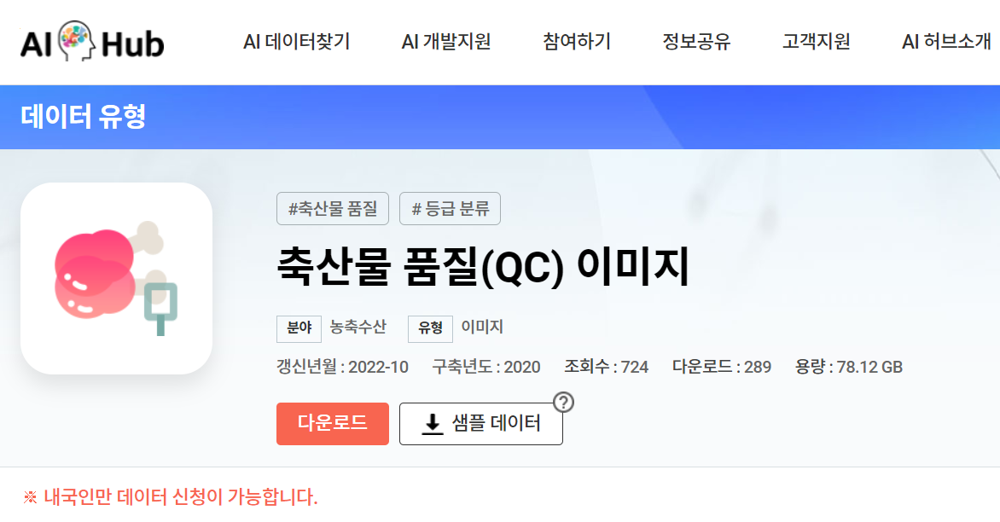 AI Hub
AI 데이터찾기 AI 개발지원 참여하기 정보공유 고객지원 AI 허브소개
데이터 유형
#축산물 품질 # 등급 분류
축산물 품질(QC) 이미지
분야 농축수산 유형 이미지
갱신년월 : 2022-10 구축년도 : 2020 조회수 : 724 다운로드 : 289 용량 : 78.12 GB
다운로드 샘플 데이터 ?
※ 내국인만 데이터 신청이 가능합니다.